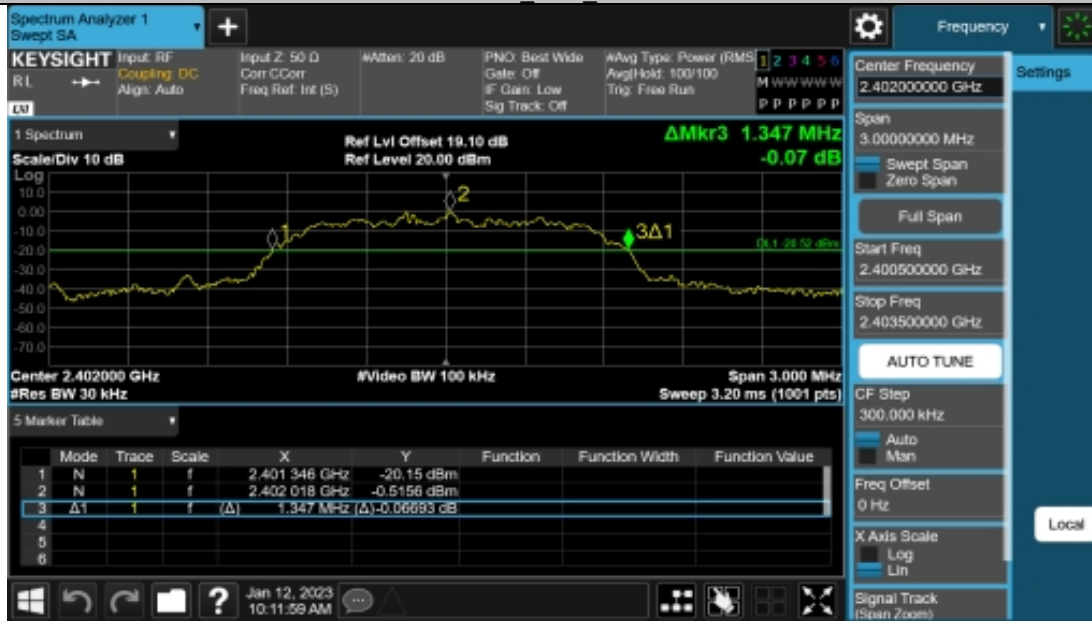 Spectrum Analyzer 1
Swept SA
+
Frequency
KEYSIGHT
RL
LXI
Input: RF
Coupling: DC
Align: Auto
Input Z: 50 Ω
Corr CCorr
Freq Ref: Int (S)
#Atten: 20 dB
PNO: Best Wide
Gate: Off
IF Gain: Low
Sig Track: Off
#Avg Type: Power (RMS
Avg|Hold: 100/100
Trig: Free Run
1 2 3 4 5 6
M W W W W W
P P P P P P
1 Spectrum
Scale/Div 10 dB
Log
Ref Lvl Offset 19.10 dB
Ref Level 20.00 dBm
ΔMkr3 1.347 MHz
-0.07 dB
10.0
0.00
-10.0
-20.0
-30.0
-40.0
-50.0
-60.0
-70.0
1
2
3Δ1
DL1 -20.52 dBm
Center 2.402000 GHz
#Video BW 100 kHz
Span 3.000 MHz
#Res BW 30 kHz
Sweep 3.20 ms (1001 pts)
5 Marker Table
Mode Trace Scale X Y Function Function Width Function Value
1 N 1 f 2.401 346 GHz -20.15 dBm
2 N 1 f 2.402 018 GHz -0.5156 dBm
3 Δ1 1 f (Δ) 1.347 MHz (Δ) -0.06693 dB
4
5
6
?
Jan 12, 2023
10:11:59 AM
Center Frequency
2.402000000 GHz
Span
3.00000000 MHz
Swept Span
Zero Span
Full Span
Start Freq
2.400500000 GHz
Stop Freq
2.403500000 GHz
AUTO TUNE
CF Step
300.000 kHz
Auto
Man
Freq Offset
0 Hz
X Axis Scale
Log
Lin
Signal Track
(Span Zoom)
Settings
Local